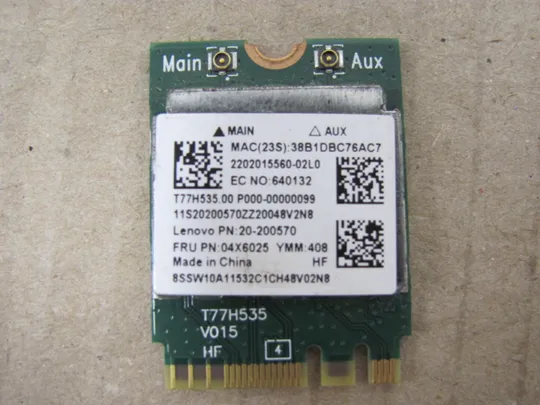 Main Aux
▲ MAIN △ AUX
MAC(23S):38B1DBC76AC7
2202015560-02L0
EC NO:640132
T77H535.00 P000-00000099
11S20200570ZZ20048V2N8
Lenovo PN:20-200570
FRU PN:04X6025 YMM:408
Made in China HF
8SSW10A11532C1CH48V02N8
T77H535
V015
HF 4